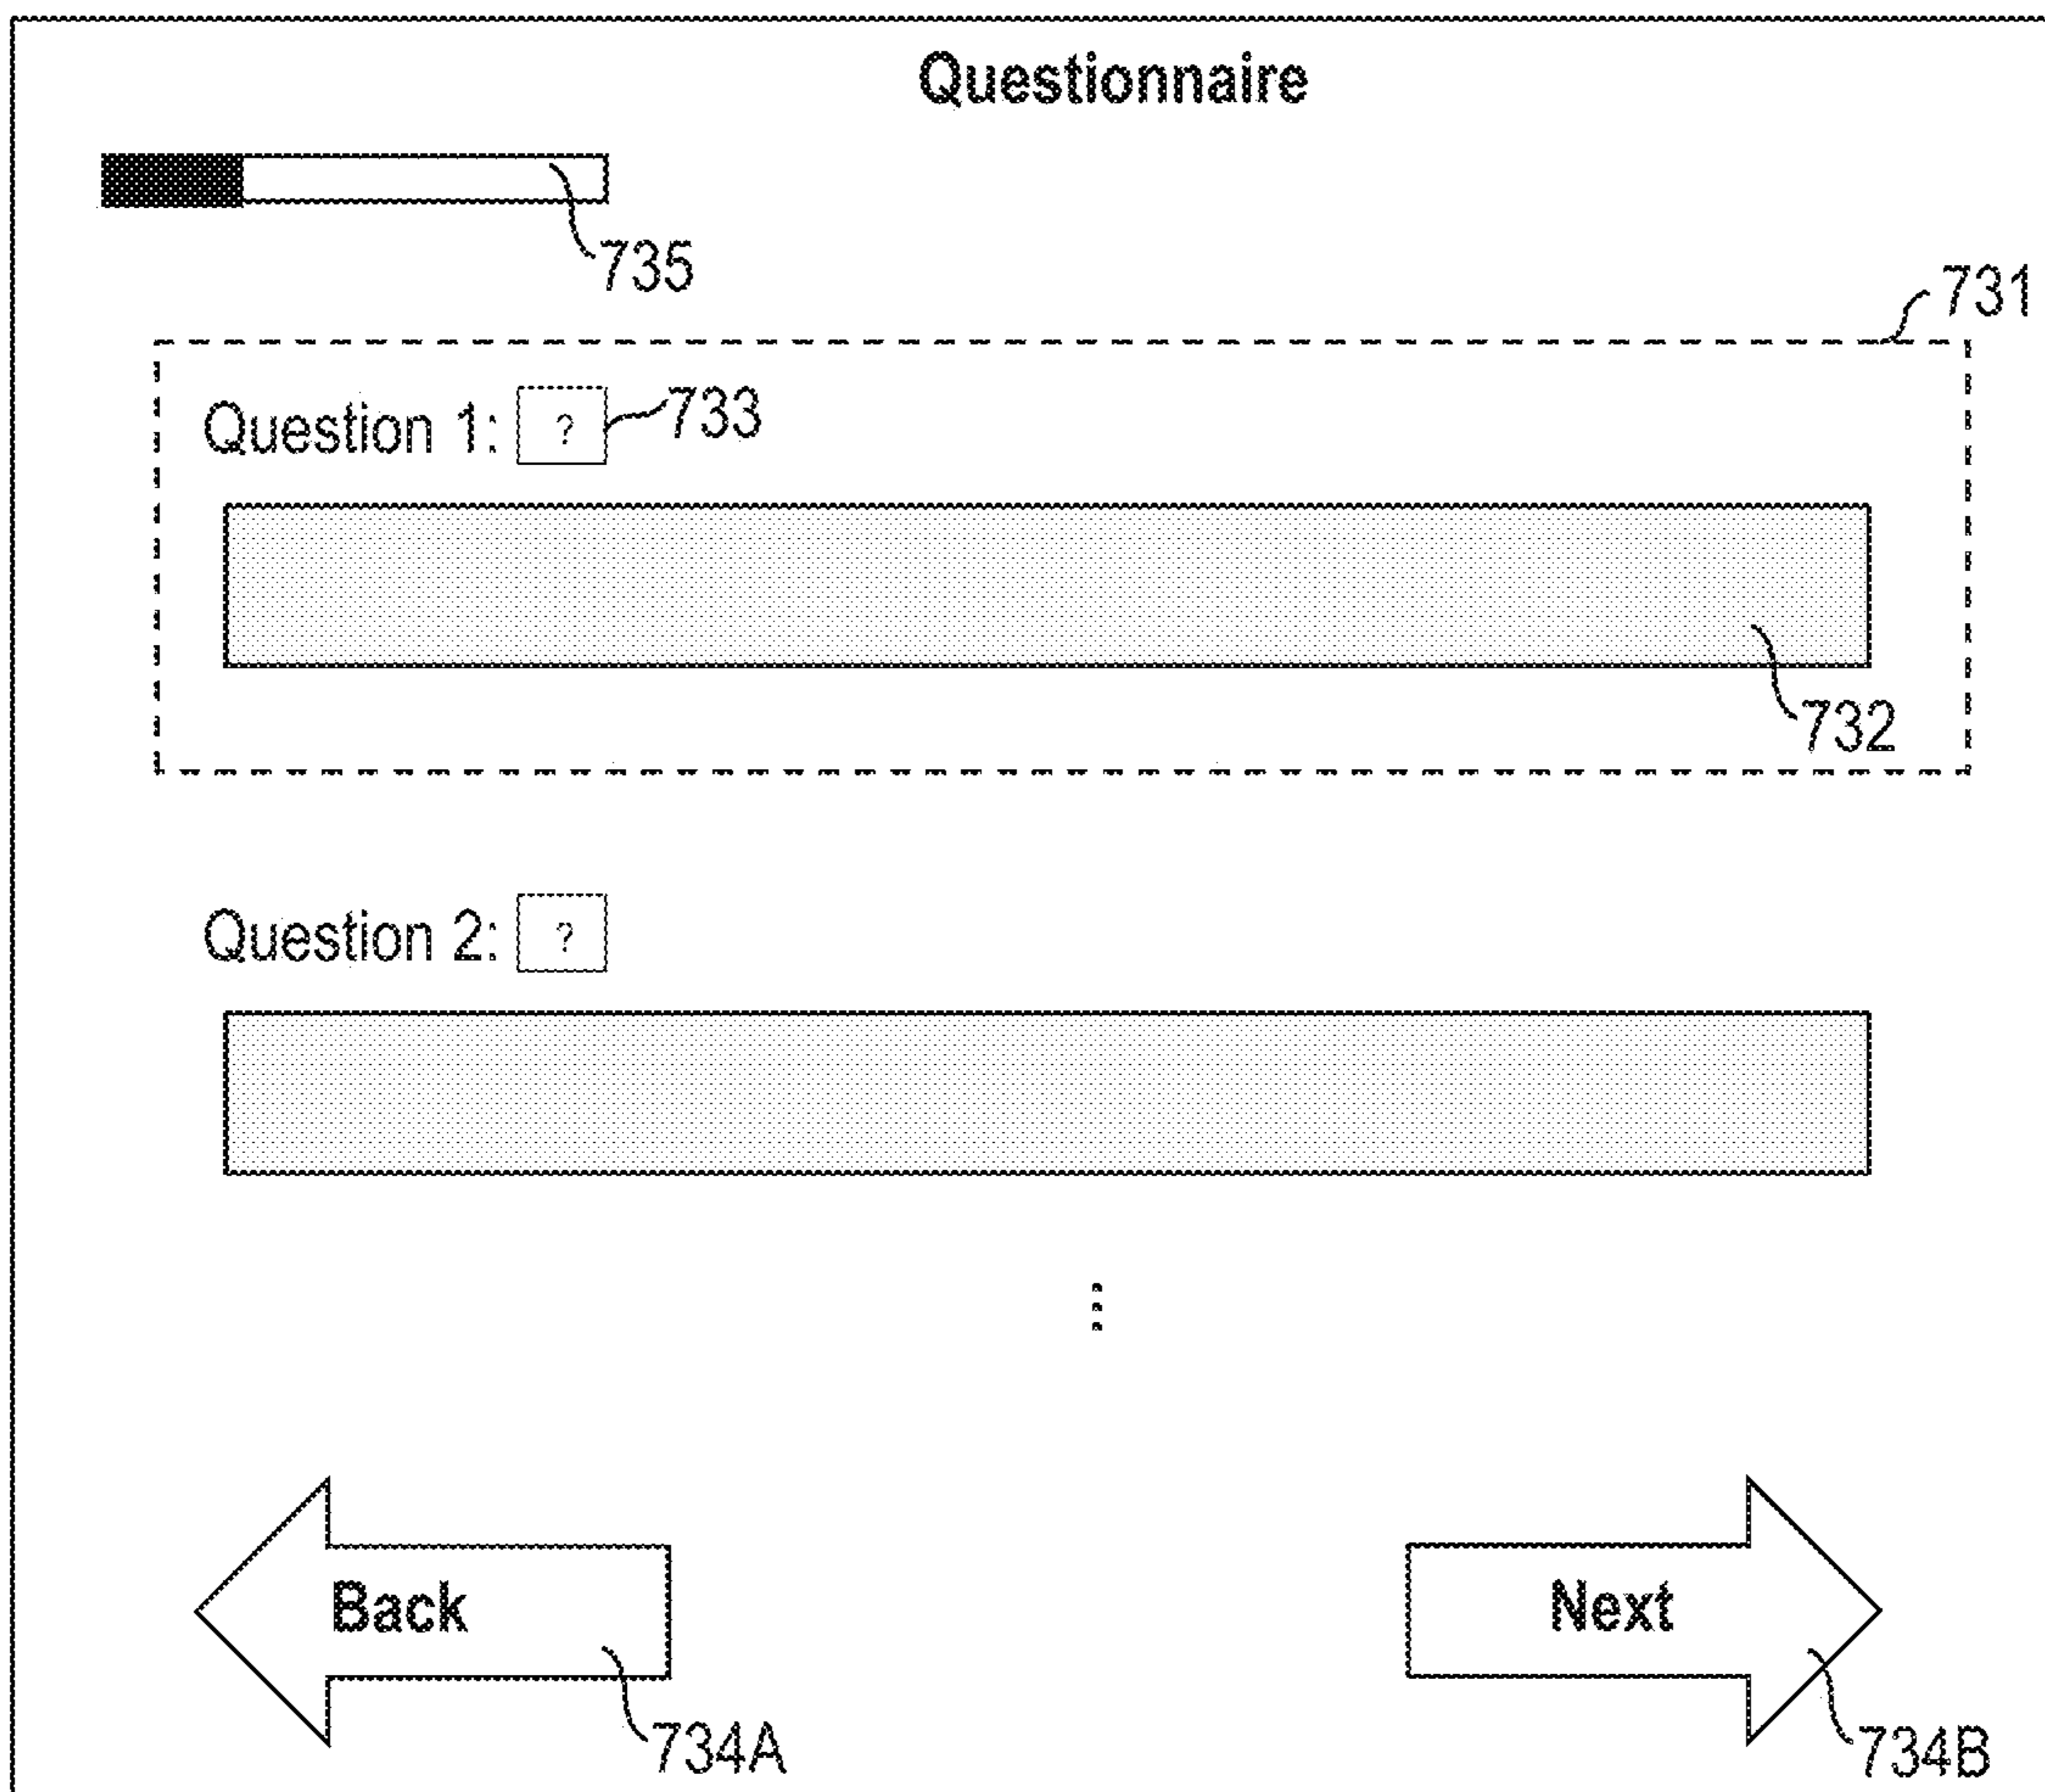 Questionnaire
735
731
Question 1: ? 733
732
Question 2: ?
Back
Next
734A
734B